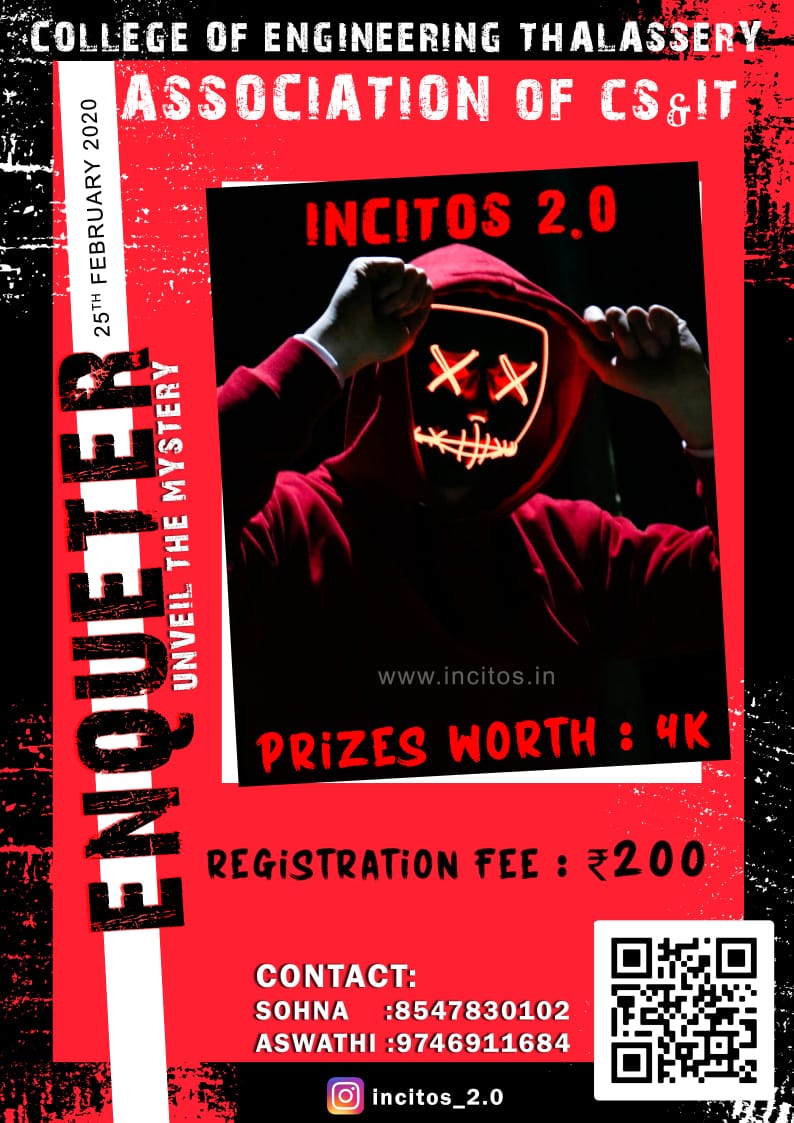 COLLEGE OF ENGINEERING THALASSERY
ASSOCIATION OF CS&IT
25TH FEBRUARY 2020
ENQUETER
UNVEIL THE MYSTERY
INCITOS 2.0
www.incitos.in
PRiZES WORTH : 4K
REGiSTRATiON FEE : ₹200
CONTACT:
SOHNA :8547830102
ASWATHI :9746911684
incitos_2.0